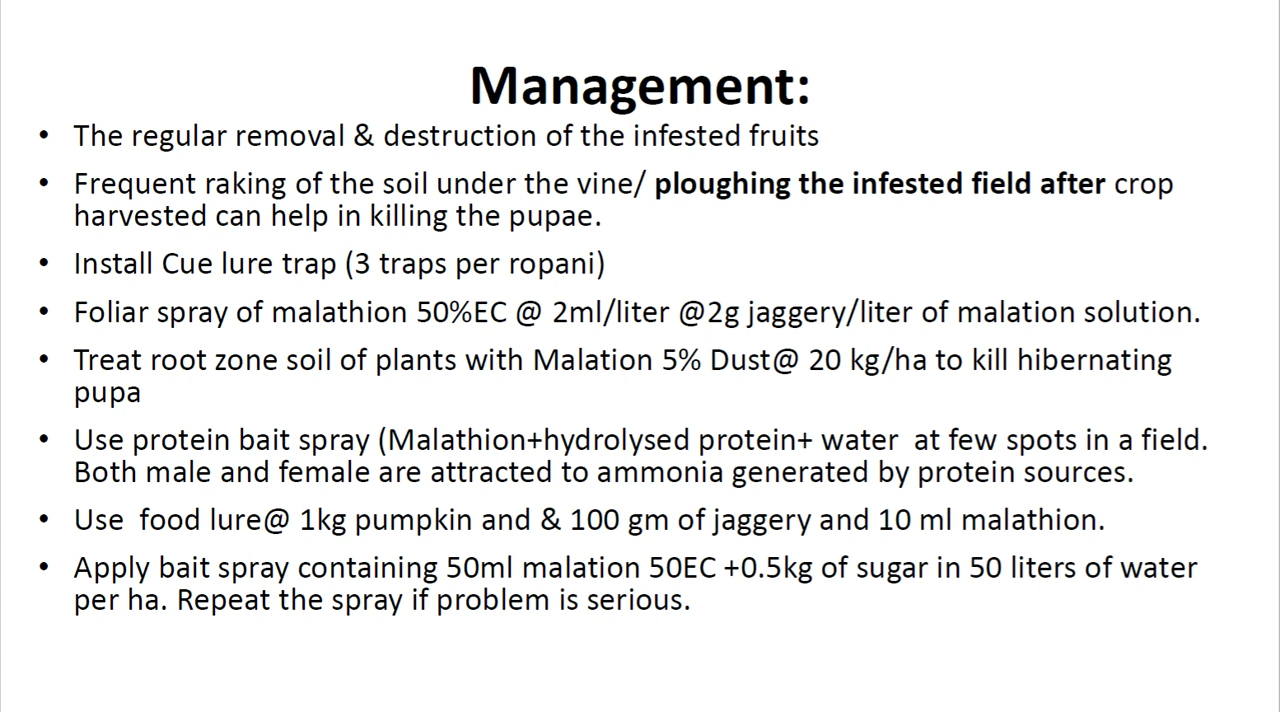 Management:
• The regular removal & destruction of the infested fruits
• Frequent raking of the soil under the vine/ ploughing the infested field after crop
harvested can help in killing the pupae.
• Install Cue lure trap (3 traps per ropani)
• Foliar spray of malathion 50%EC @ 2ml/liter @2g jaggery/liter of malation solution.
• Treat root zone soil of plants with Malation 5% Dust@ 20 kg/ha to kill hibernating
pupa
• Use protein bait spray (Malathion+hydrolysed protein+ water  at few spots in a field.
Both male and female are attracted to ammonia generated by protein sources.
• Use  food lure@ 1kg pumpkin and & 100 gm of jaggery and 10 ml malathion.
• Apply bait spray containing 50ml malation 50EC +0.5kg of sugar in 50 liters of water
per ha. Repeat the spray if problem is serious.